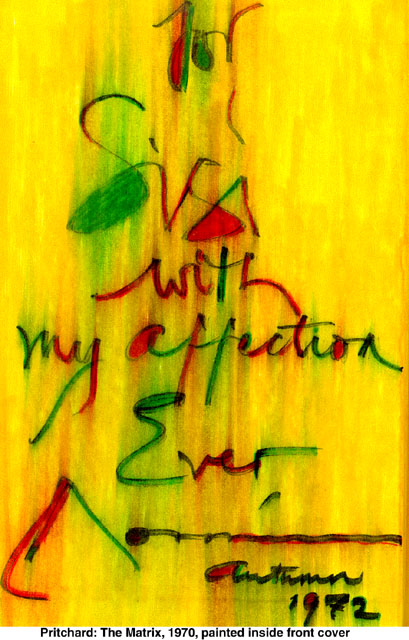 for
Siva
with
my affection
Ever
Autumn
1972
Pritchard: The Matrix, 1970, painted inside front cover